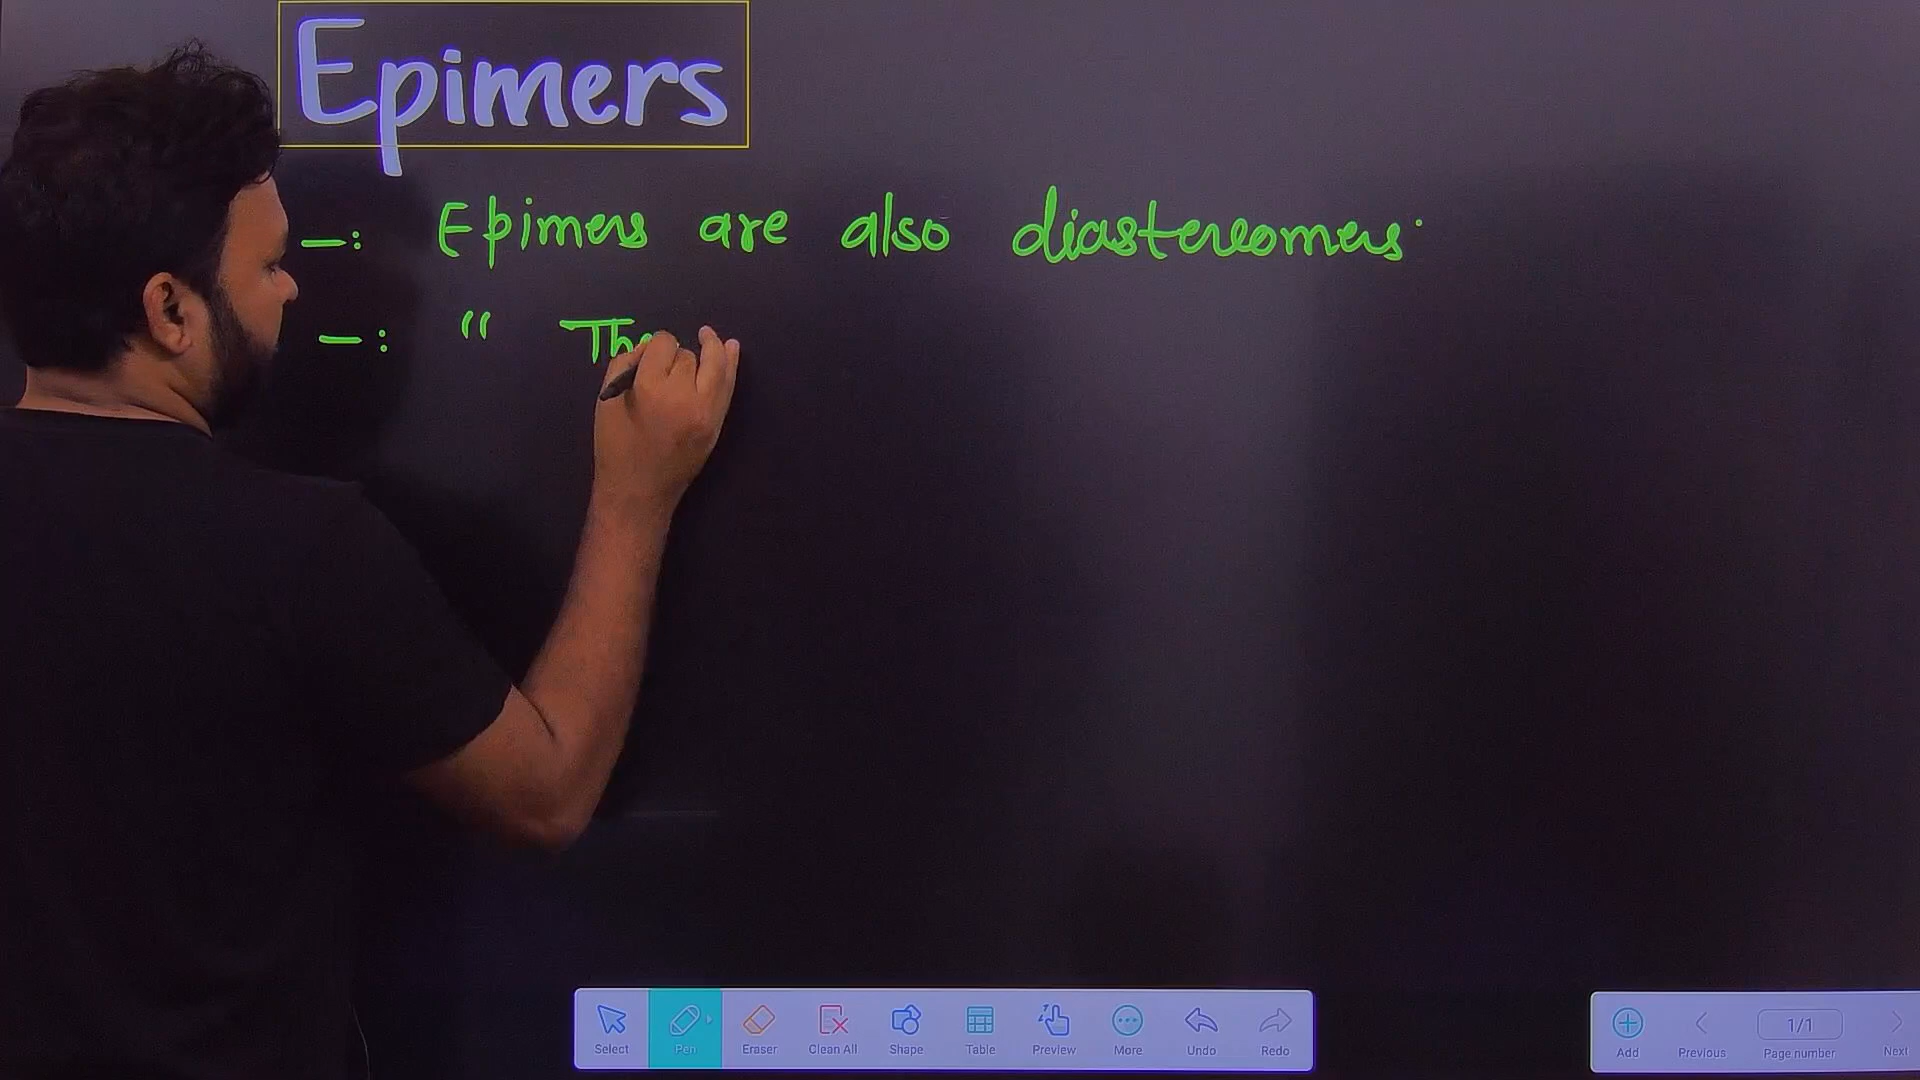 Epimers
—: Epimers are also diastereomers.
—: “ The
Select Pen Eraser Clean All Shape Table Preview More Undo Redo
Add Previous 1/1 Page number Next